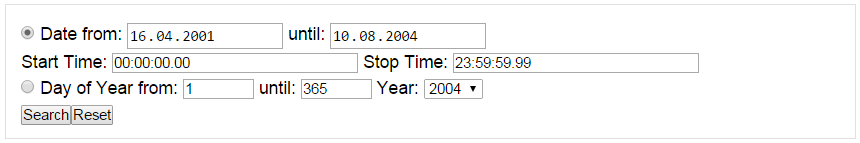 Date from: 16.04.2001 until: 10.08.2004
Start Time: 00:00:00.00 Stop Time: 23:59:59.99
Day of Year from: 1 until: 365 Year: 2004
Search Reset